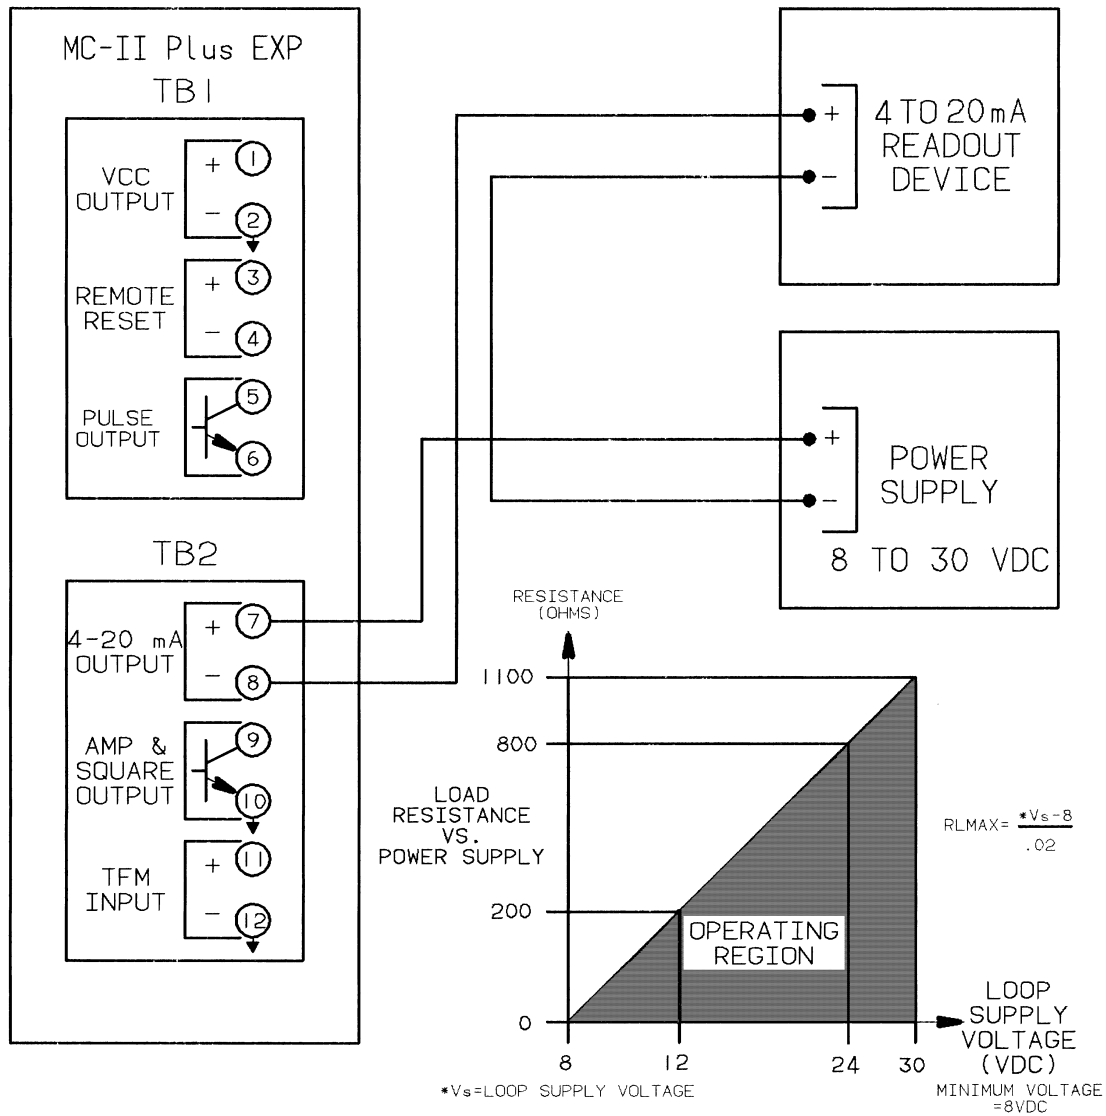 MC-II Plus EXP
TB1
VCC
OUTPUT
+
1
-
2
REMOTE
RESET
+
3
-
4
PULSE
OUTPUT
5
6
TB2
4-20 mA
OUTPUT
+
7
-
8
AMP &
SQUARE
OUTPUT
9
10
TFM
INPUT
+
11
-
12
+
-
4 TO 20mA
READOUT
DEVICE
+
-
POWER
SUPPLY
8 TO 30 VDC
RESISTANCE
(OHMS)
1100
800
200
0
LOAD
RESISTANCE
VS.
POWER SUPPLY
OPERATING
REGION
8
12
24
30
RLMAX= *Vs-8
.02
LOOP
SUPPLY
VOLTAGE
(VDC)
MINIMUM VOLTAGE
=8VDC
*Vs=LOOP SUPPLY VOLTAGE